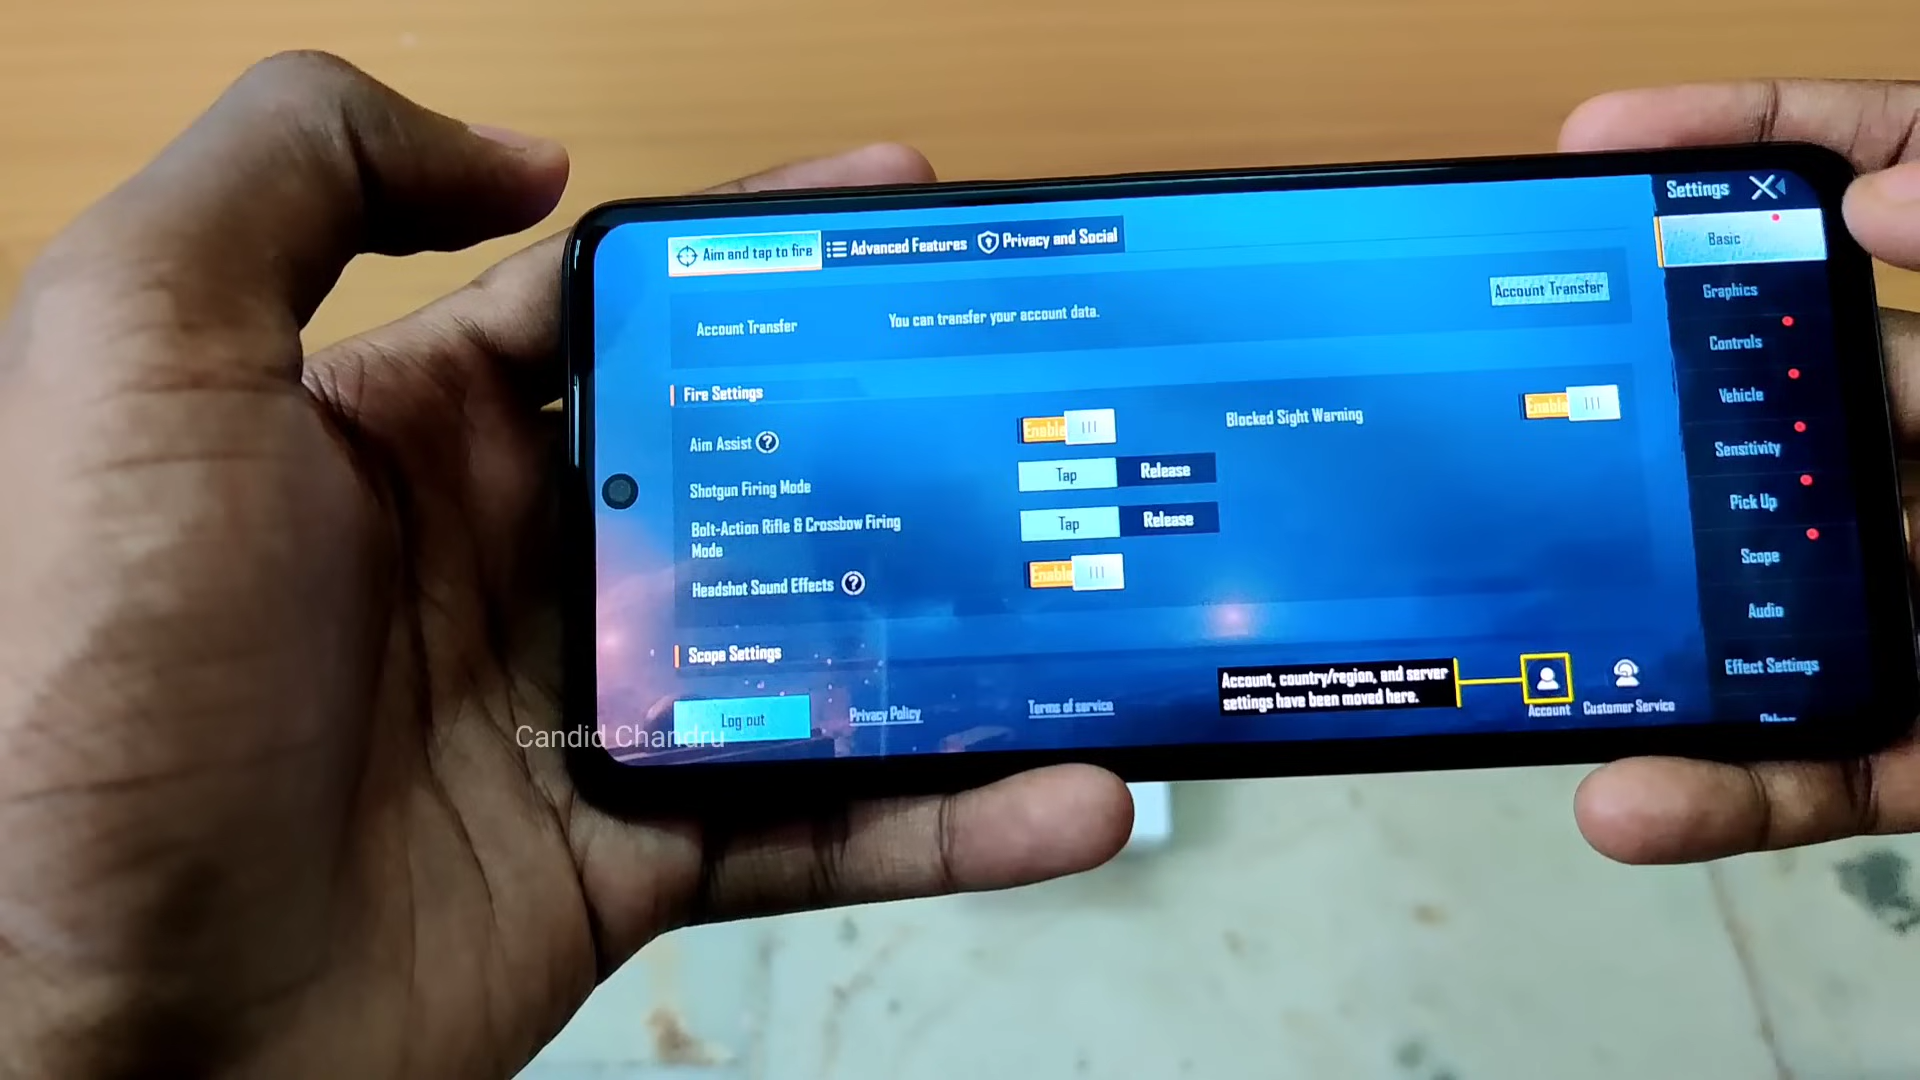 Settings
Aim and tap to fire
Advanced Features
Privacy and Social
Basic
Account Transfer
You can transfer your account data.
Account Transfer
Graphics
Controls
Fire Settings
Vehicle
Aim Assist ?
Enable
Blocked Sight Warning
Enable
Sensitivity
Shotgun Firing Mode
Tap
Release
Pick Up
Bolt-Action Rifle & Crossbow Firing
Mode
Tap
Release
Scope
Headshot Sound Effects ?
Enable
Audio
Scope Settings
Effect Settings
Account, country/region, and server
settings have been moved here.
Account
Customer Service
Log out
Privacy Policy
Terms of service
Candid Chandru